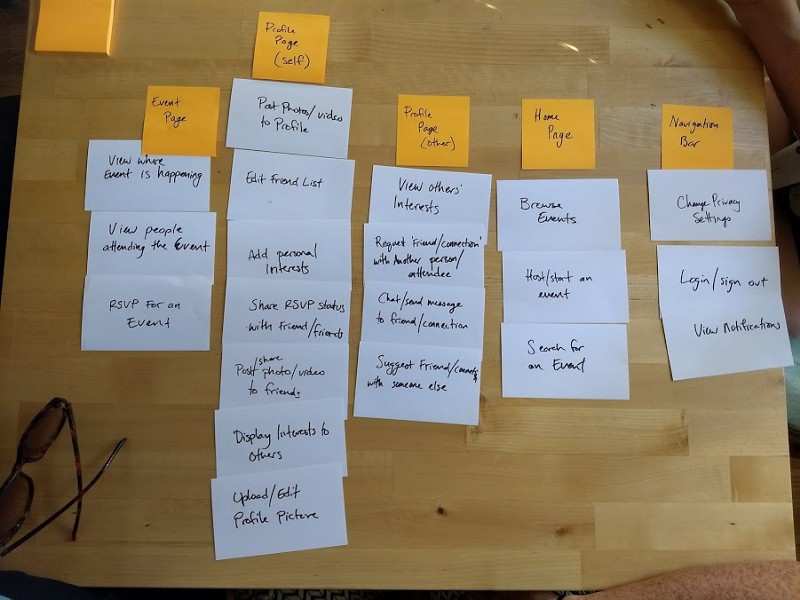 Event
Page
View where
Event is happening
View people
attending the Event
RSVP for an
Event
Profile
Page
(self)
Post Photos/video
to Profile
Edit Friend List
Add personal
Interests
Share RSVP status
with friend/friends
Post/share photo/video
to friends
Display Interests to
Others
Upload/Edit
Profile Picture
Profile
Page
(other)
View others'
Interests
Request 'Friend/connection'
with Another person/
attendee
Chat/send message
to friend/connection
Suggest Friend/
with someone else
Home
Page
Browse
Events
Host/start an
event
Search for
an Event
Navigation
Bar
Change Privacy
Settings
Login/sign out
View Notifications